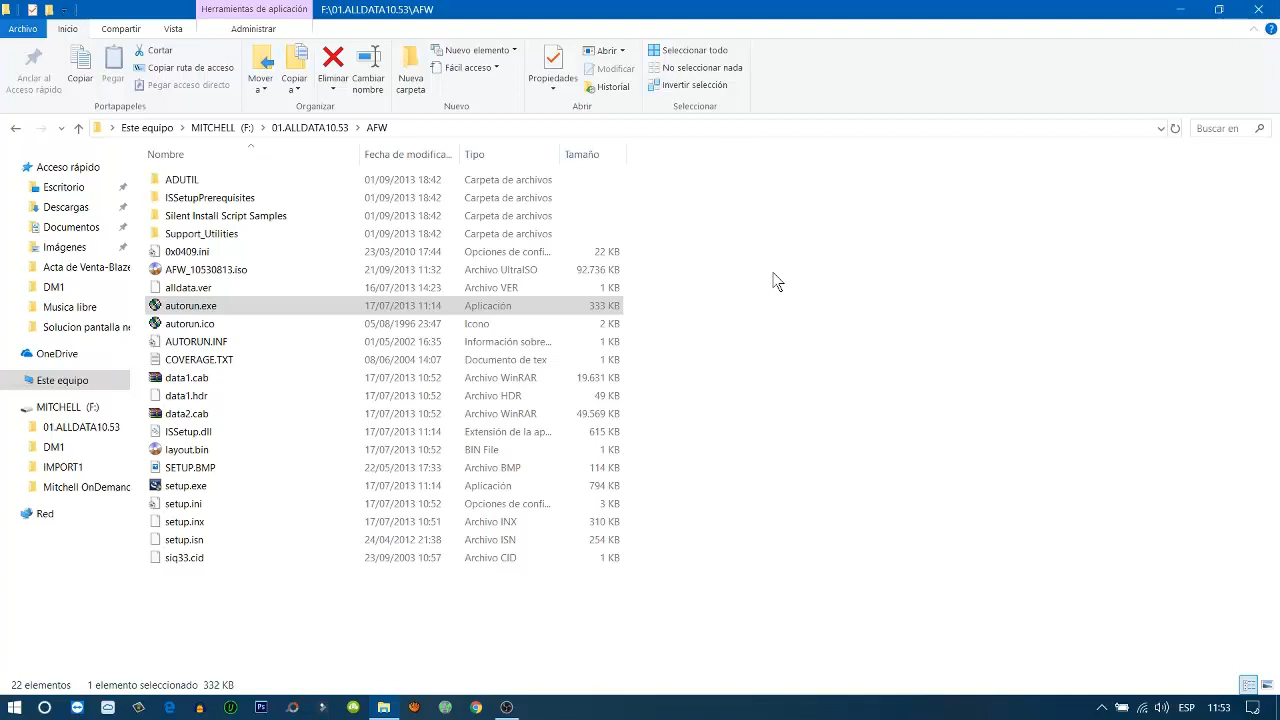 Herramientas de aplicación F:\01.ALLDATA10.53\AFW
Archivo Inicio Compartir Vista Administrar
Anclar al Acceso rápido
Copiar
Pegar
Cortar
Copiar ruta de acceso
Pegar acceso directo
Portapapeles
Mover a
Copiar a
Eliminar
Cambiar nombre
Organizar
Nueva carpeta
Nuevo elemento
Fácil acceso
Nuevo
Propiedades
Abrir
Modificar
Historial
Abrir
Seleccionar todo
No seleccionar nada
Invertir selección
Seleccionar
Este equipo MITCHELL (F:) 01.ALLDATA10.53 AFW Buscar en
Acceso rápido
Escritorio
Descargas
Documentos
Imágenes
Acta de Venta-Blaze
DM1
Musica libre
Solucion pantalla ne
OneDrive
Este equipo
MITCHELL (F:)
01.ALLDATA10.53
DM1
IMPORT1
Mitchell OnDemand
Red
Nombre Fecha de modifica... Tipo Tamaño
ADUTIL 01/09/2013 18:42 Carpeta de archivos
ISSetupPrerequisites 01/09/2013 18:42 Carpeta de archivos
Silent Install Script Samples 01/09/2013 18:42 Carpeta de archivos
Support_Utilities 01/09/2013 18:42 Carpeta de archivos
0x0409.ini 23/03/2010 17:44 Opciones de confi... 22 KB
AFW_10530813.iso 21/09/2013 11:32 Archivo UltraISO 92.736 KB
alldata.ver 16/07/2013 14:23 Archivo VER 1 KB
autorun.exe 17/07/2013 11:14 Aplicación 333 KB
autorun.ico 05/08/1996 23:47 Icono 2 KB
AUTORUN.INF 01/05/2002 16:35 Información sobre... 1 KB
COVERAGE.TXT 08/06/2004 14:07 Documento de tex 1 KB
data1.cab 17/07/2013 10:52 Archivo WinRAR 19.631 KB
data1.hdr 17/07/2013 10:52 Archivo HDR 49 KB
data2.cab 17/07/2013 10:52 Archivo WinRAR 49.569 KB
ISSetup.dll 17/07/2013 11:14 Extensión de la ap... 615 KB
layout.bin 17/07/2013 10:52 BIN File 1 KB
SETUP.BMP 22/05/2013 17:33 Archivo BMP 114 KB
setup.exe 17/07/2013 11:14 Aplicación 794 KB
setup.ini 17/07/2013 10:52 Opciones de confi... 3 KB
setup.inx 17/07/2013 10:51 Archivo INX 310 KB
setup.isn 24/04/2012 21:38 Archivo ISN 254 KB
siq33.cid 23/09/2003 10:57 Archivo CID 1 KB
22 elementos 1 elemento seleccionado 332 KB
ESP 11:53